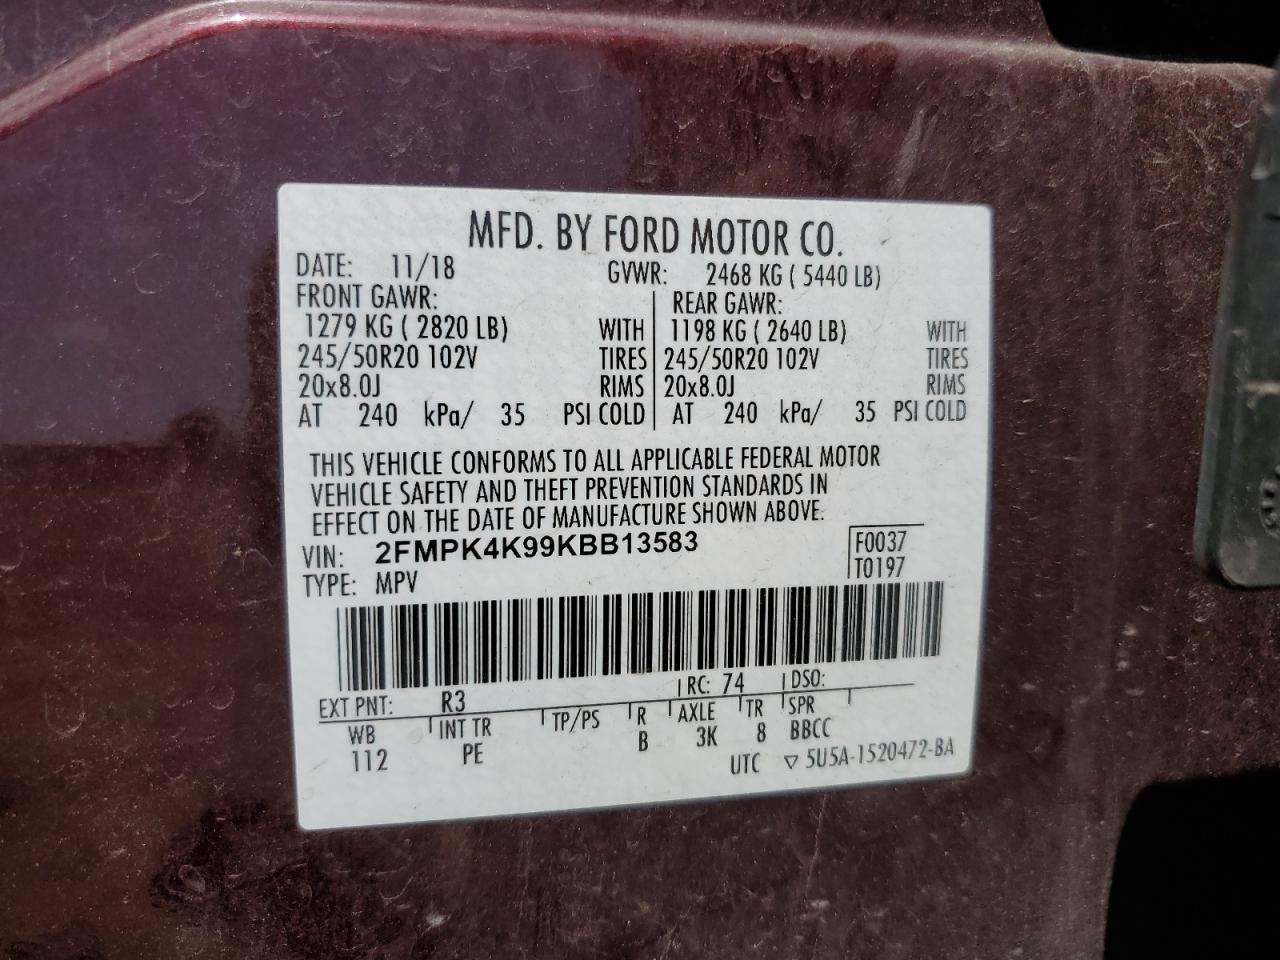 MFD. BY FORD MOTOR CO.
DATE: 11/18 GVWR: 2468 KG ( 5440 LB)
FRONT GAWR: REAR GAWR:
1279 KG ( 2820 LB) WITH 1198 KG ( 2640 LB) WITH
245/50R20 102V TIRES 245/50R20 102V TIRES
20x8.0J RIMS 20x8.0J RIMS
AT 240 kPa/ 35 PSI COLD AT 240 kPa/ 35 PSI COLD
THIS VEHICLE CONFORMS TO ALL APPLICABLE FEDERAL MOTOR
VEHICLE SAFETY AND THEFT PREVENTION STANDARDS IN
EFFECT ON THE DATE OF MANUFACTURE SHOWN ABOVE.
VIN: 2FMPK4K99KBB13583 F0037
TYPE: MPV T0197
EXT PNT: R3 RC: 74 DSO:
WB INT TR TP/PS R AXLE TR SPR
112 PE B 3K 8 BBCC
UTC ▽ 5U5A-1520472-BA